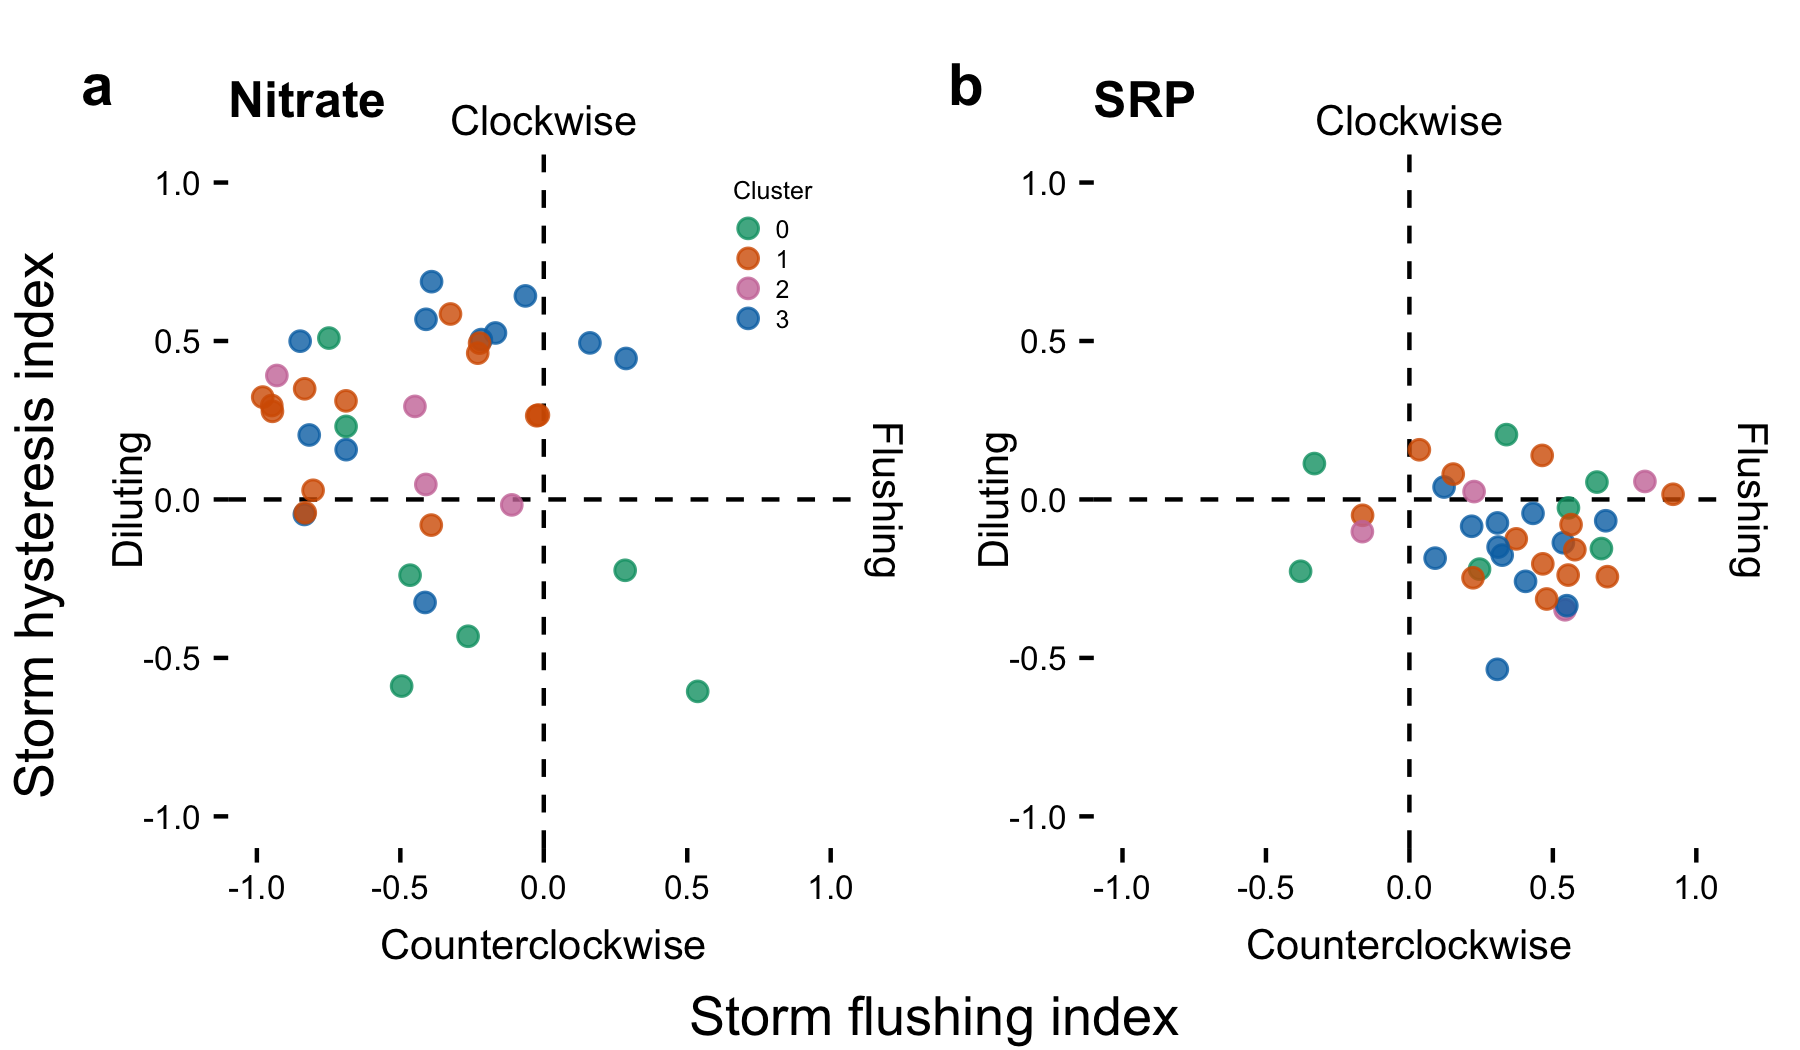 a
Nitrate
Clockwise
b
SRP
Clockwise
Storm hysteresis index
1.0
0.5
0.0
-0.5
-1.0
Diluting
Flushing
Cluster
0
1
2
3
-1.0
-0.5
0.0
0.5
1.0
Counterclockwise
1.0
0.5
0.0
-0.5
-1.0
Diluting
Flushing
-1.0
-0.5
0.0
0.5
1.0
Counterclockwise
Storm flushing index